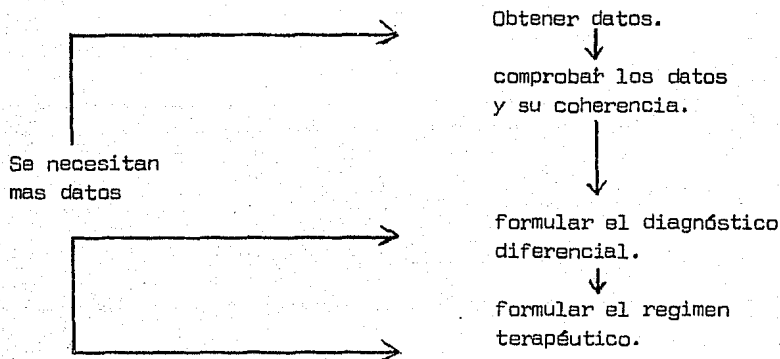 Obtener datos.
comprobar los datos
y su coherencia.
Se necesitan
mas datos
formular el diagnóstico
diferencial.
formular el regimen
terapéutico.